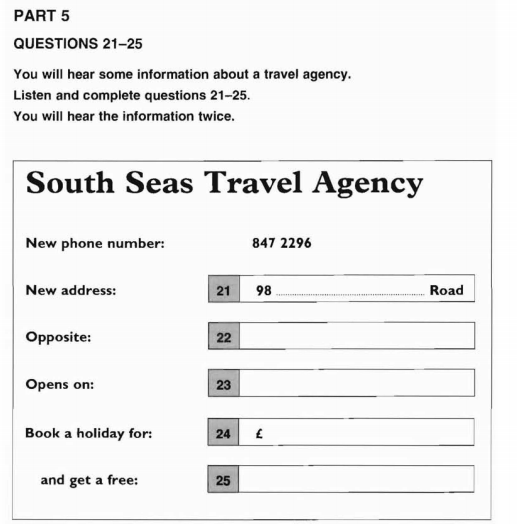 PART 5
QUESTIONS 21–25
You will hear some information about a travel agency.
Listen and complete questions 21–25.
You will hear the information twice.
South Seas Travel Agency
New phone number: 847 2296
New address: 21 98 ........................................ Road
Opposite: 22
Opens on: 23
Book a holiday for: 24 £
and get a free: 25